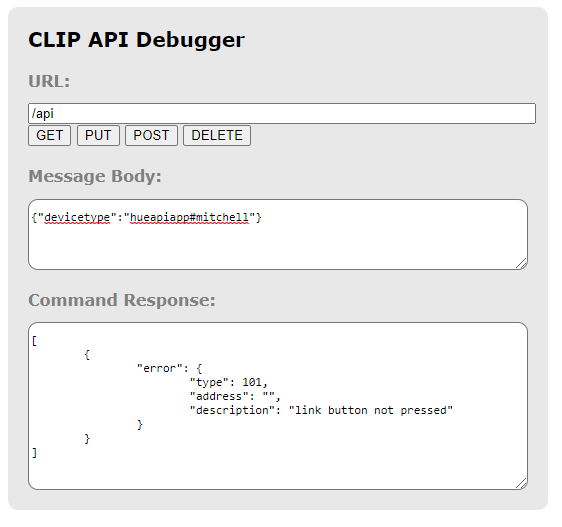 CLIP API Debugger
URL:
/api
GET PUT POST DELETE
Message Body:
{"devicetype":"hueapiapp#mitchell"}
Command Response:
[
{
"error": {
"type": 101,
"address": "",
"description": "link button not pressed"
}
}
]